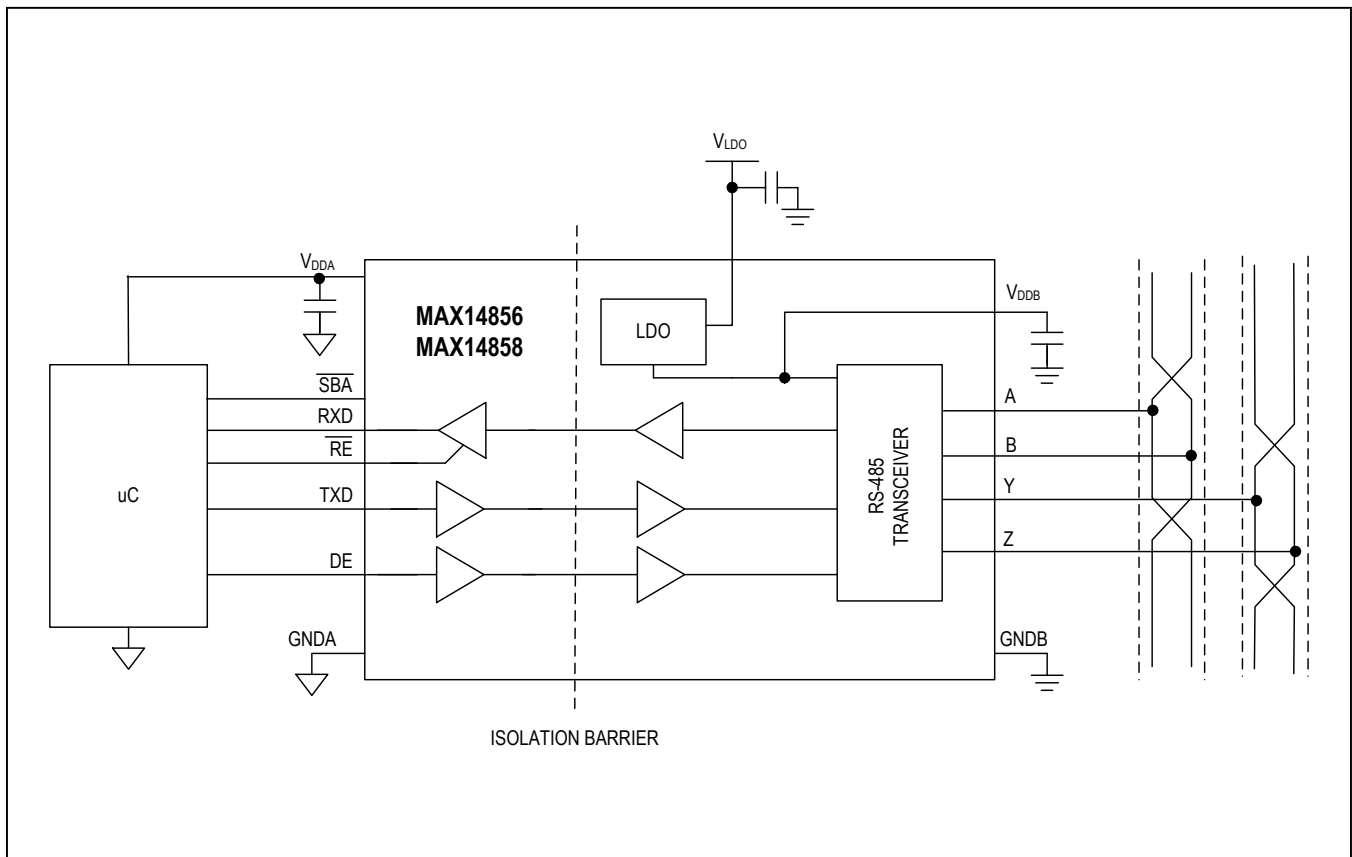 VLDO
VDDA
MAX14856
MAX14858
LDO
VDDB
SBA
RXD
RE
TXD
DE
uC
RS-485
TRANSCEIVER
A
B
Y
Z
GNDA
GNDB
ISOLATION BARRIER